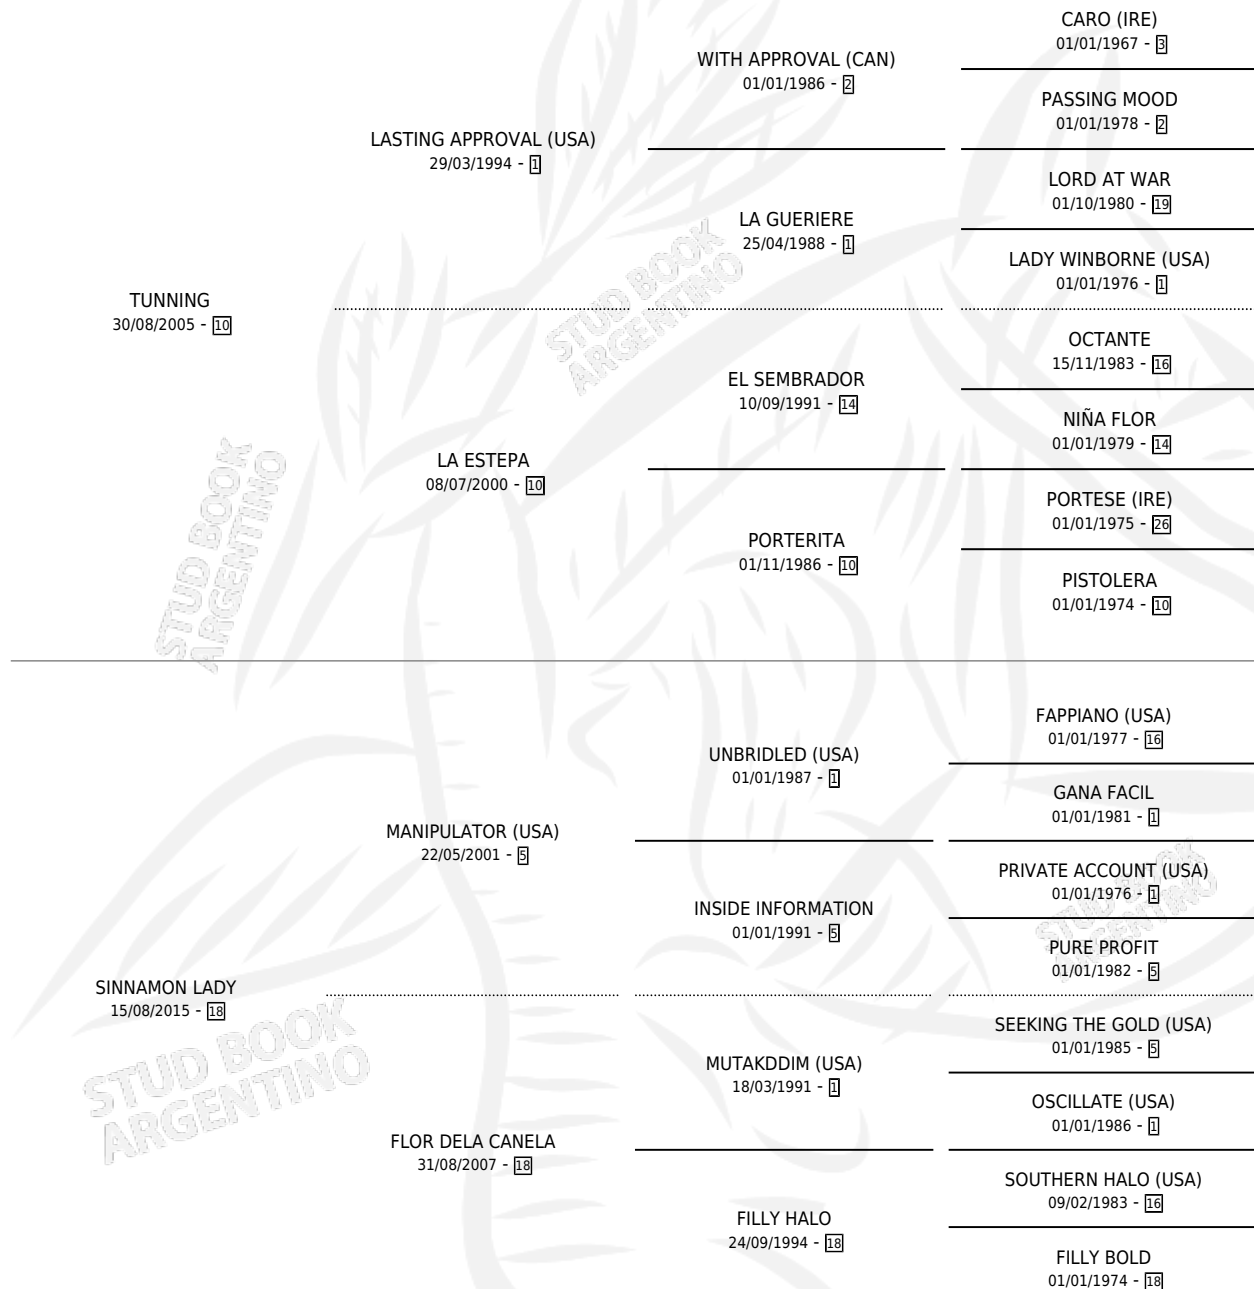 CARO (IRE)
01/01/1967 - 3
WITH APPROVAL (CAN)
01/01/1986 - 2
PASSING MOOD
01/01/1978 - 2
LASTING APPROVAL (USA)
29/03/1994 - 1
LORD AT WAR
01/10/1980 - 19
LA GUERIERE
25/04/1988 - 1
LADY WINBORNE (USA)
01/01/1976 - 1
TUNNING
30/08/2005 - 10
STUD BOOK
ARGENTINO
OCTANTE
15/11/1983 - 16
EL SEMBRADOR
10/09/1991 - 14
NIÑA FLOR
01/01/1979 - 14
LA ESTEPA
08/07/2000 - 10
PORTESE (IRE)
01/01/1975 - 26
PORTERITA
01/11/1986 - 10
PISTOLERA
01/01/1974 - 10
STUD BOOK
ARGENTINO
FAPPIANO (USA)
01/01/1977 - 16
UNBRIDLED (USA)
01/01/1987 - 1
GANA FACIL
01/01/1981 - 1
MANIPULATOR (USA)
22/05/2001 - 5
PRIVATE ACCOUNT (USA)
01/01/1976 - 1
INSIDE INFORMATION
01/01/1991 - 5
STUD BOOK
ARGENTINO
PURE PROFIT
01/01/1982 - 5
SINNAMON LADY
15/08/2015 - 18
STUD BOOK
ARGENTINO
SEEKING THE GOLD (USA)
01/01/1985 - 5
MUTAKDDIM (USA)
18/03/1991 - 1
OSCILLATE (USA)
01/01/1986 - 1
FLOR DELA CANELA
31/08/2007 - 18
SOUTHERN HALO (USA)
09/02/1983 - 16
FILLY HALO
24/09/1994 - 18
FILLY BOLD
01/01/1974 - 18